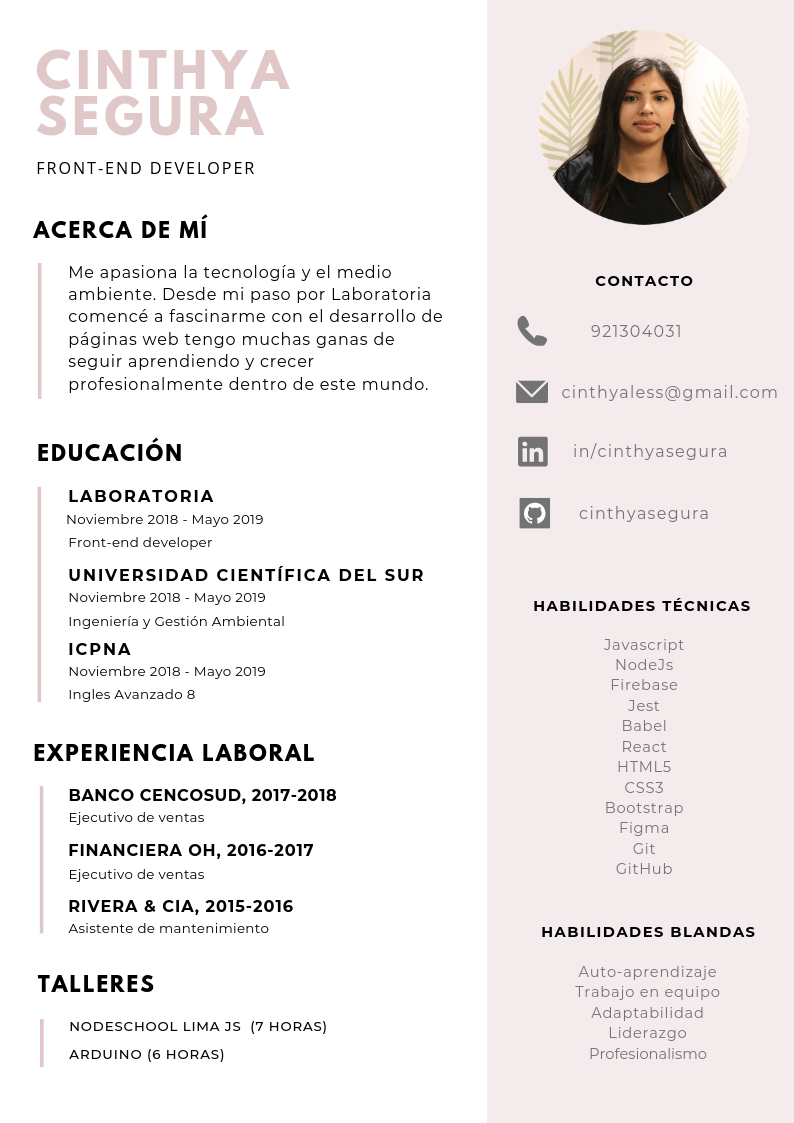 CINTHYA
SEGURA
FRONT-END DEVELOPER
ACERCA DE MÍ
Me apasiona la tecnología y el medio
ambiente. Desde mi paso por Laboratoria
comencé a fascinarme con el desarrollo de
páginas web tengo muchas ganas de
seguir aprendiendo y crecer
profesionalmente dentro de este mundo.
EDUCACIÓN
LABORATORIA
Noviembre 2018 - Mayo 2019
Front-end developer
UNIVERSIDAD CIENTÍFICA DEL SUR
Noviembre 2018 - Mayo 2019
Ingeniería y Gestión Ambiental
ICPNA
Noviembre 2018 - Mayo 2019
Ingles Avanzado 8
EXPERIENCIA LABORAL
BANCO CENCOSUD, 2017-2018
Ejecutivo de ventas
FINANCIERA OH, 2016-2017
Ejecutivo de ventas
RIVERA & CIA, 2015-2016
Asistente de mantenimiento
TALLERES
NODESCHOOL LIMA JS (7 HORAS)
ARDUINO (6 HORAS)
CONTACTO
921304031
cinthyaless@gmail.com
in
in/cinthyasegura
cinthyasegura
HABILIDADES TÉCNICAS
Javascript
NodeJs
Firebase
Jest
Babel
React
HTML5
CSS3
Bootstrap
Figma
Git
GitHub
HABILIDADES BLANDAS
Auto-aprendizaje
Trabajo en equipo
Adaptabilidad
Liderazgo
Profesionalismo